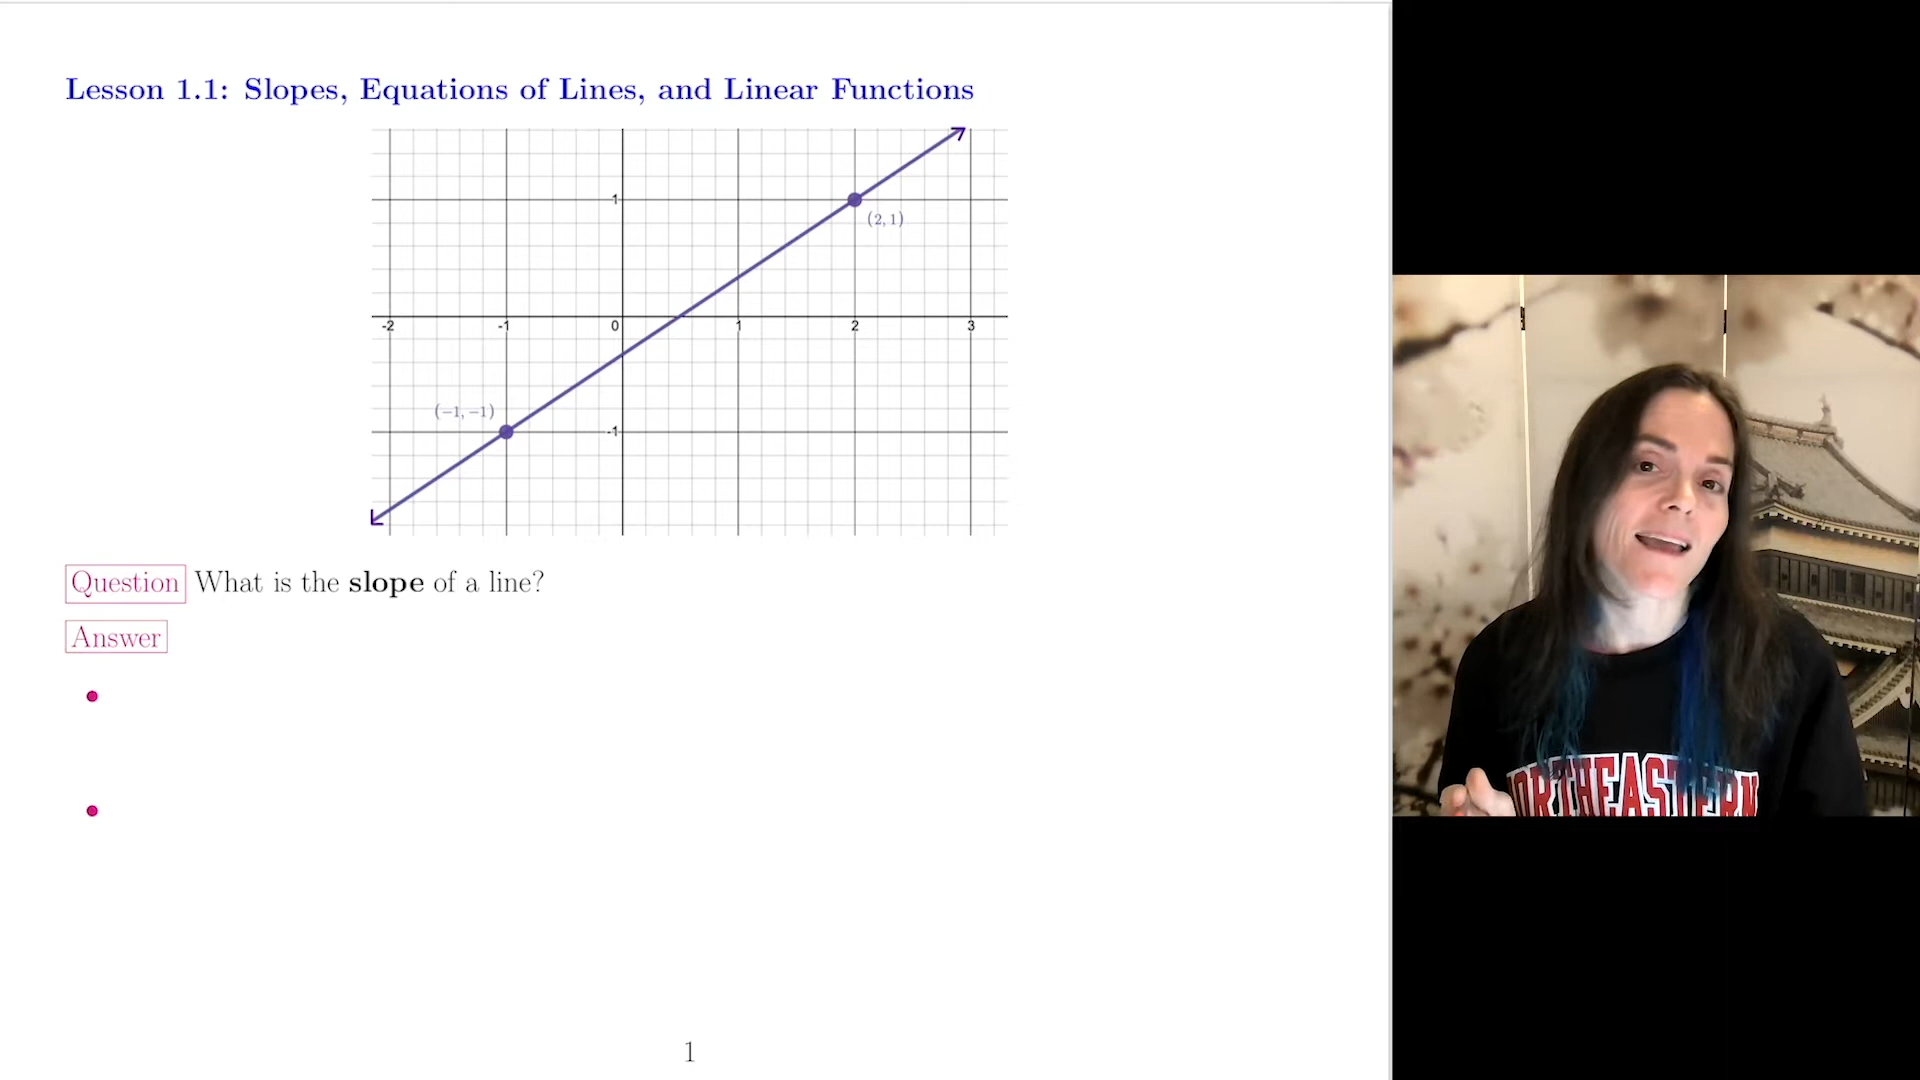 Lesson 1.1: Slopes, Equations of Lines, and Linear Functions
1
(2, 1)
-2 -1 0 1 2 3
(−1, −1)
-1
Question What is the slope of a line?
Answer
NORTHEASTERN
1